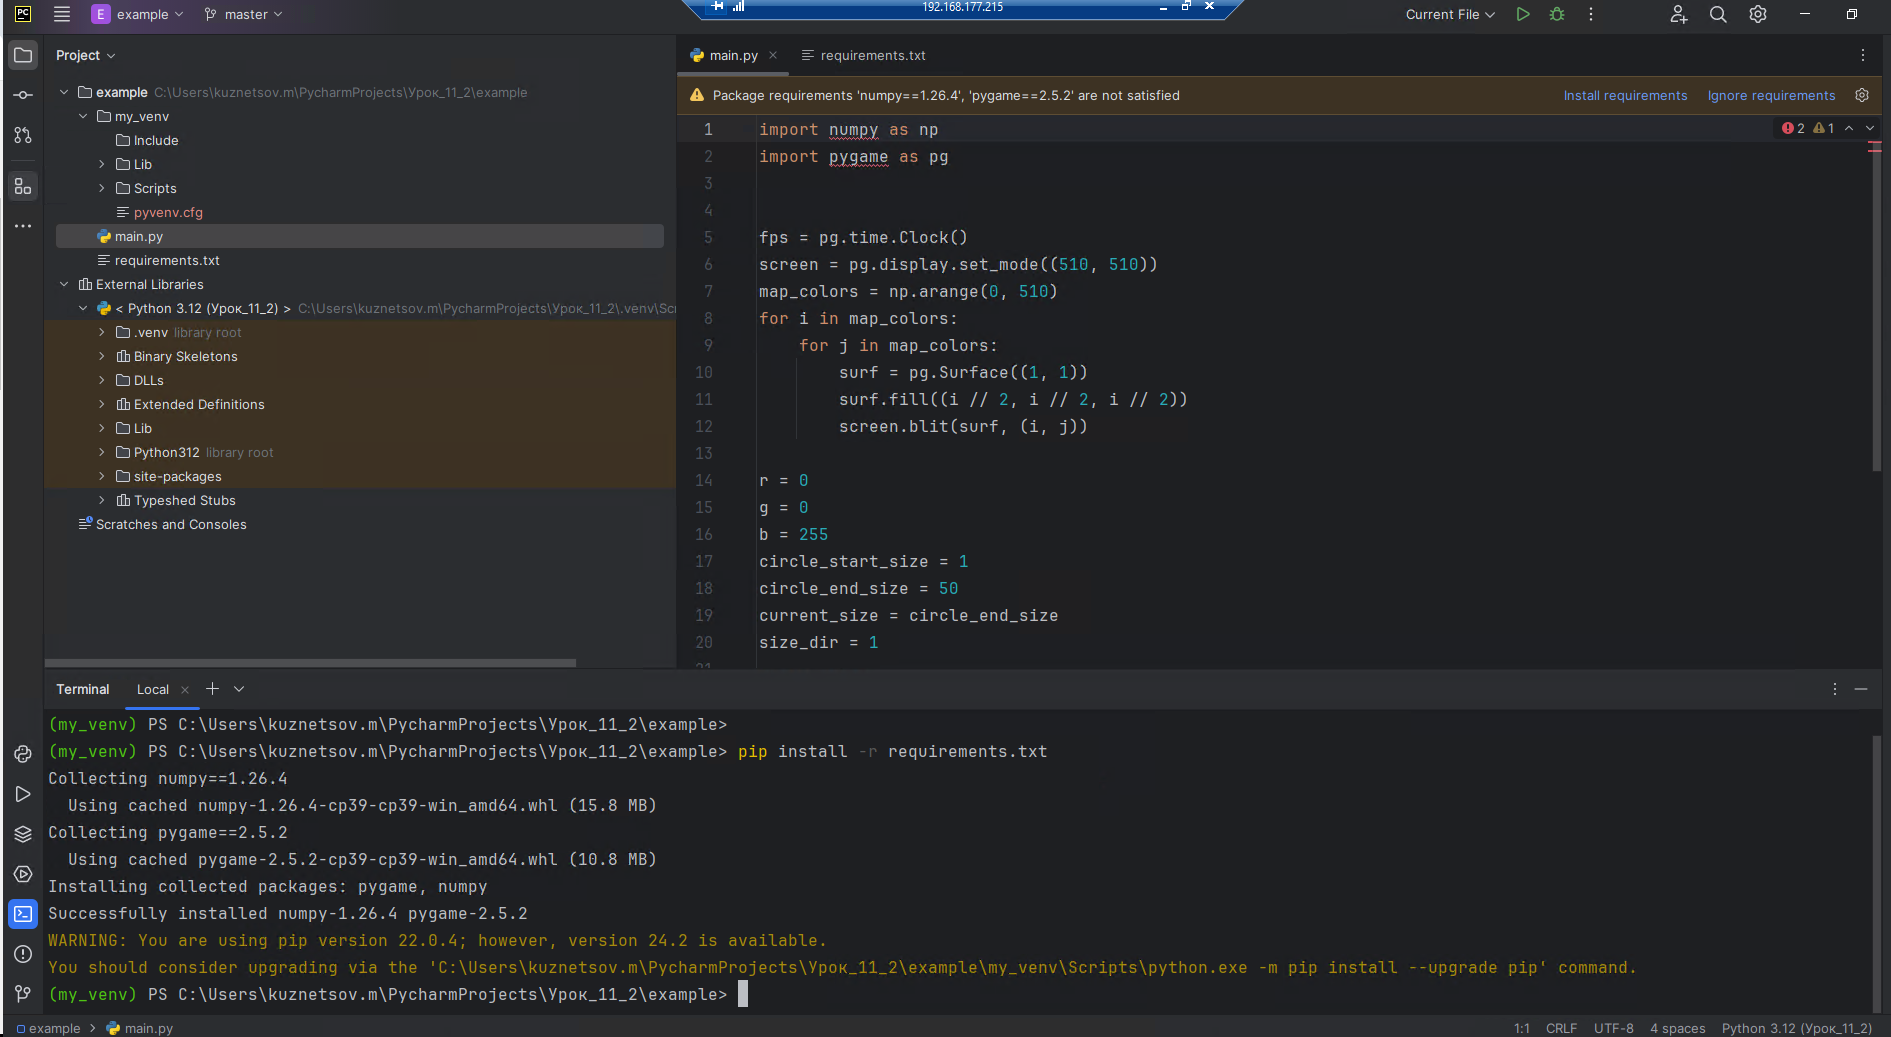 PC
E example
master
192.168.177.215
Current File
Project
main.py
requirements.txt
example C:\Users\kuznetsov.m\PycharmProjects\Урок_11_2\example
my_venv
Include
Lib
Scripts
pyvenv.cfg
main.py
requirements.txt
External Libraries
< Python 3.12 (Урок_11_2) > C:\Users\kuznetsov.m\PycharmProjects\Урок_11_2\.venv\Scr
.venv library root
Binary Skeletons
DLLs
Extended Definitions
Lib
Python312 library root
site-packages
Typeshed Stubs
Scratches and Consoles
Package requirements 'numpy==1.26.4', 'pygame==2.5.2' are not satisfied
Install requirements
Ignore requirements
2 1
1 import numpy as np
2 import pygame as pg
3
4
5 fps = pg.time.Clock()
6 screen = pg.display.set_mode((510, 510))
7 map_colors = np.arange(0, 510)
8 for i in map_colors:
9 for j in map_colors:
10 surf = pg.Surface((1, 1))
11 surf.fill((i // 2, i // 2, i // 2))
12 screen.blit(surf, (i, j))
13
14 r = 0
15 g = 0
16 b = 255
17 circle_start_size = 1
18 circle_end_size = 50
19 current_size = circle_end_size
20 size_dir = 1
21
Terminal
Local
(my_venv) PS C:\Users\kuznetsov.m\PycharmProjects\Урок_11_2\example>
(my_venv) PS C:\Users\kuznetsov.m\PycharmProjects\Урок_11_2\example> pip install -r requirements.txt
Collecting numpy==1.26.4
Using cached numpy-1.26.4-cp39-cp39-win_amd64.whl (15.8 MB)
Collecting pygame==2.5.2
Using cached pygame-2.5.2-cp39-cp39-win_amd64.whl (10.8 MB)
Installing collected packages: pygame, numpy
Successfully installed numpy-1.26.4 pygame-2.5.2
WARNING: You are using pip version 22.0.4; however, version 24.2 is available.
You should consider upgrading via the 'C:\Users\kuznetsov.m\PycharmProjects\Урок_11_2\example\my_venv\Scripts\python.exe -m pip install --upgrade pip' command.
(my_venv) PS C:\Users\kuznetsov.m\PycharmProjects\Урок_11_2\example>
example > main.py
1:1 CRLF UTF-8 4 spaces Python 3.12 (Урок_11_2)